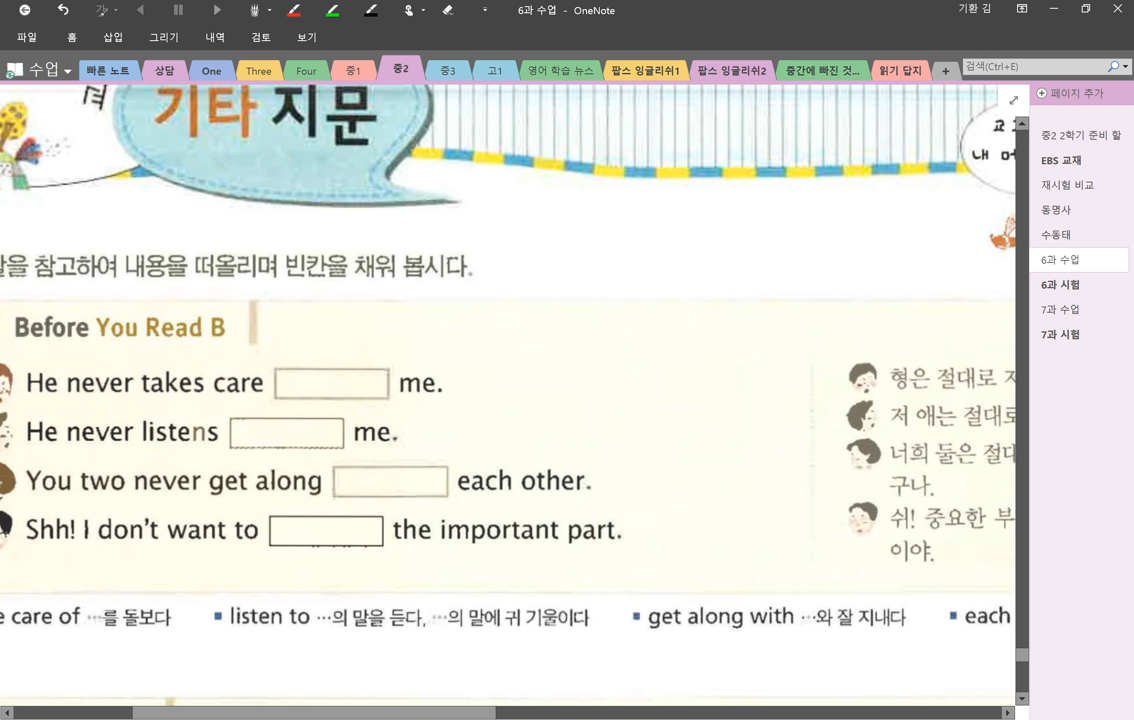 6과 수업 - OneNote
기환 김
파일 홈 삽입 그리기 내역 검토 보기
수업 빠른 노트 상담 One Three Four 중1 중2 중3 고1 영어 학습 뉴스 팝스 잉글리쉬1 팝스 잉글리쉬2 중간에 빠진 것... 읽기 답지 + 검색(Ctrl+E)
페이지 추가
중2 2학기 준비 할
EBS 교재
재시험 비교
동명사
수동태
6과 수업
6과 시험
7과 수업
7과 시험
기타 지문
내 머
말을 참고하여 내용을 떠올리며 빈칸을 채워 봅시다.
Before You Read B
He never takes care me.
He never listens me.
You two never get along each other.
Shh! I don't want to the important part.
형은 절대로 지
저 애는 절대로
너희 둘은 절대
구나.
쉬! 중요한 부
이야.
e care of …를 돌보다 ▪ listen to …의 말을 듣다, …의 말에 귀 기울이다 ▪ get along with …와 잘 지내다 ▪ each